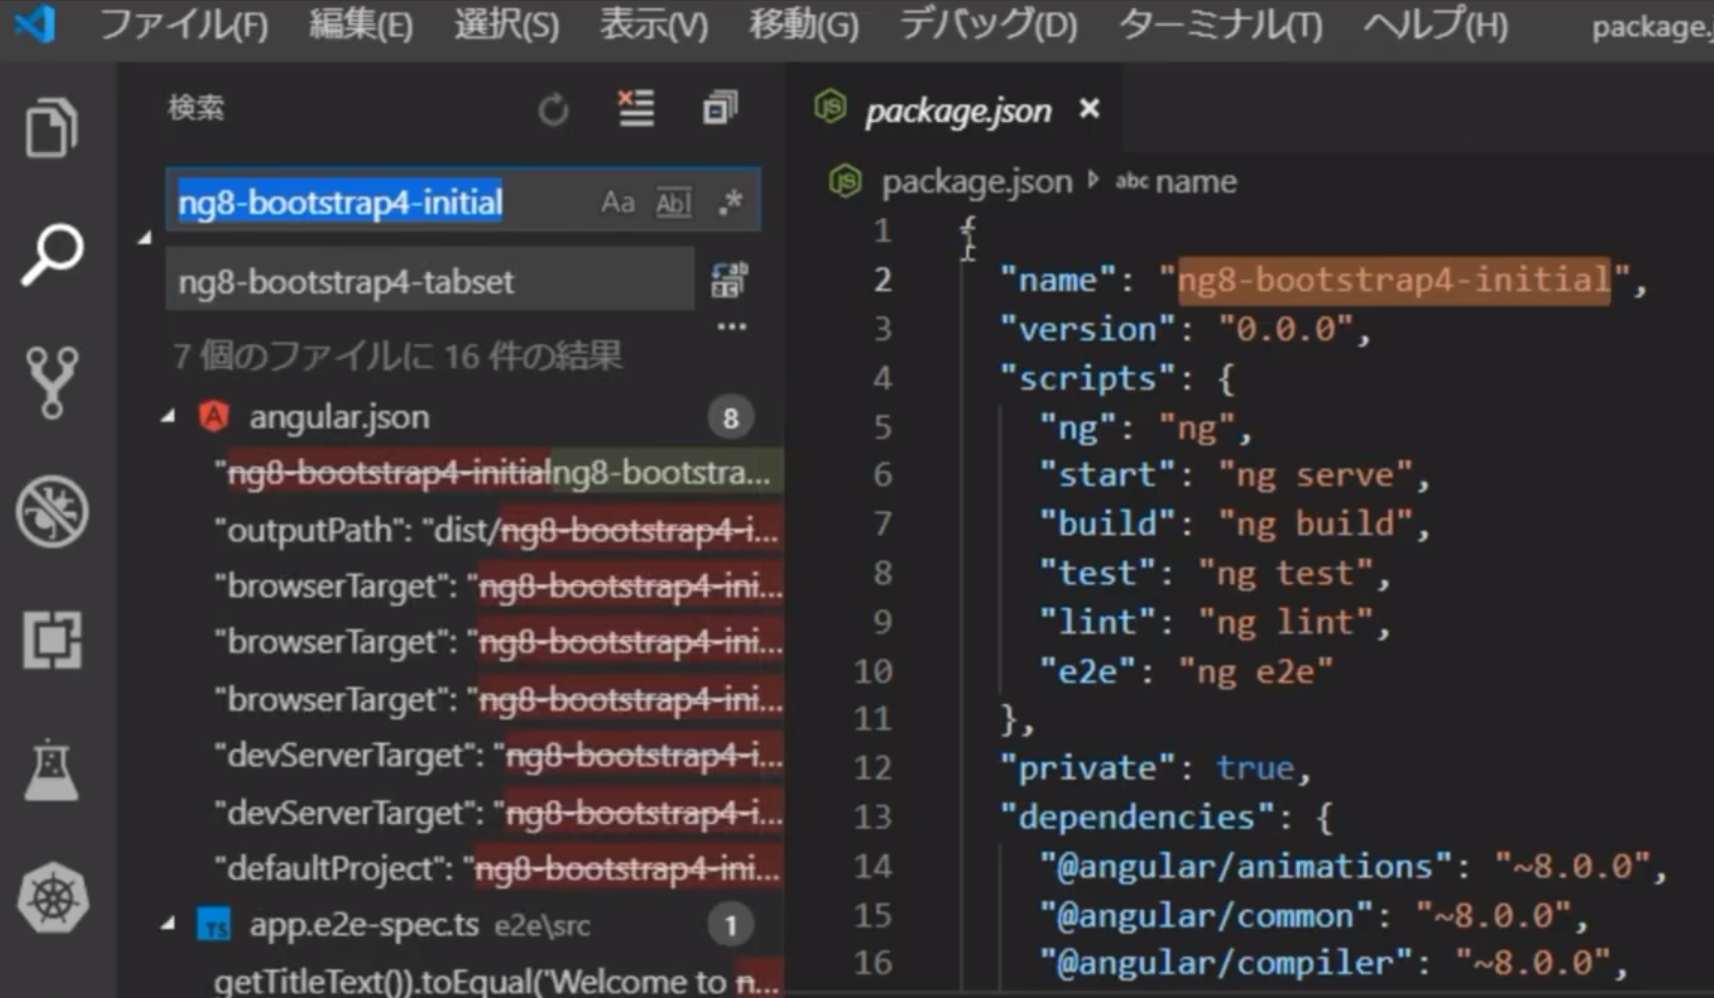 ファイル(F) 編集(E) 選択(S) 表示(V) 移動(G) デバッグ(D) ターミナル(T) ヘルプ(H) package.j
検索
ng8-bootstrap4-initial Aa Abl .*
ng8-bootstrap4-tabset
7 個のファイルに 16 件の結果
angular.json 8
"ng8-bootstrap4-initialng8-bootstra...
"outputPath": "dist/ng8-bootstrap4-i...
"browserTarget": "ng8-bootstrap4-ini...
"browserTarget": "ng8-bootstrap4-ini...
"browserTarget": "ng8-bootstrap4-ini...
"devServerTarget": "ng8-bootstrap4-i...
"devServerTarget": "ng8-bootstrap4-i...
"defaultProject": "ng8-bootstrap4-ini...
TS app.e2e-spec.ts e2e\src 1
getTitleText()).toEqual('Welcome to n...
JS package.json ×
JS package.json abc name
1 {
2 "name": "ng8-bootstrap4-initial",
3 "version": "0.0.0",
4 "scripts": {
5 "ng": "ng",
6 "start": "ng serve",
7 "build": "ng build",
8 "test": "ng test",
9 "lint": "ng lint",
10 "e2e": "ng e2e"
11 },
12 "private": true,
13 "dependencies": {
14 "@angular/animations": "~8.0.0",
15 "@angular/common": "~8.0.0",
16 "@angular/compiler": "~8.0.0",